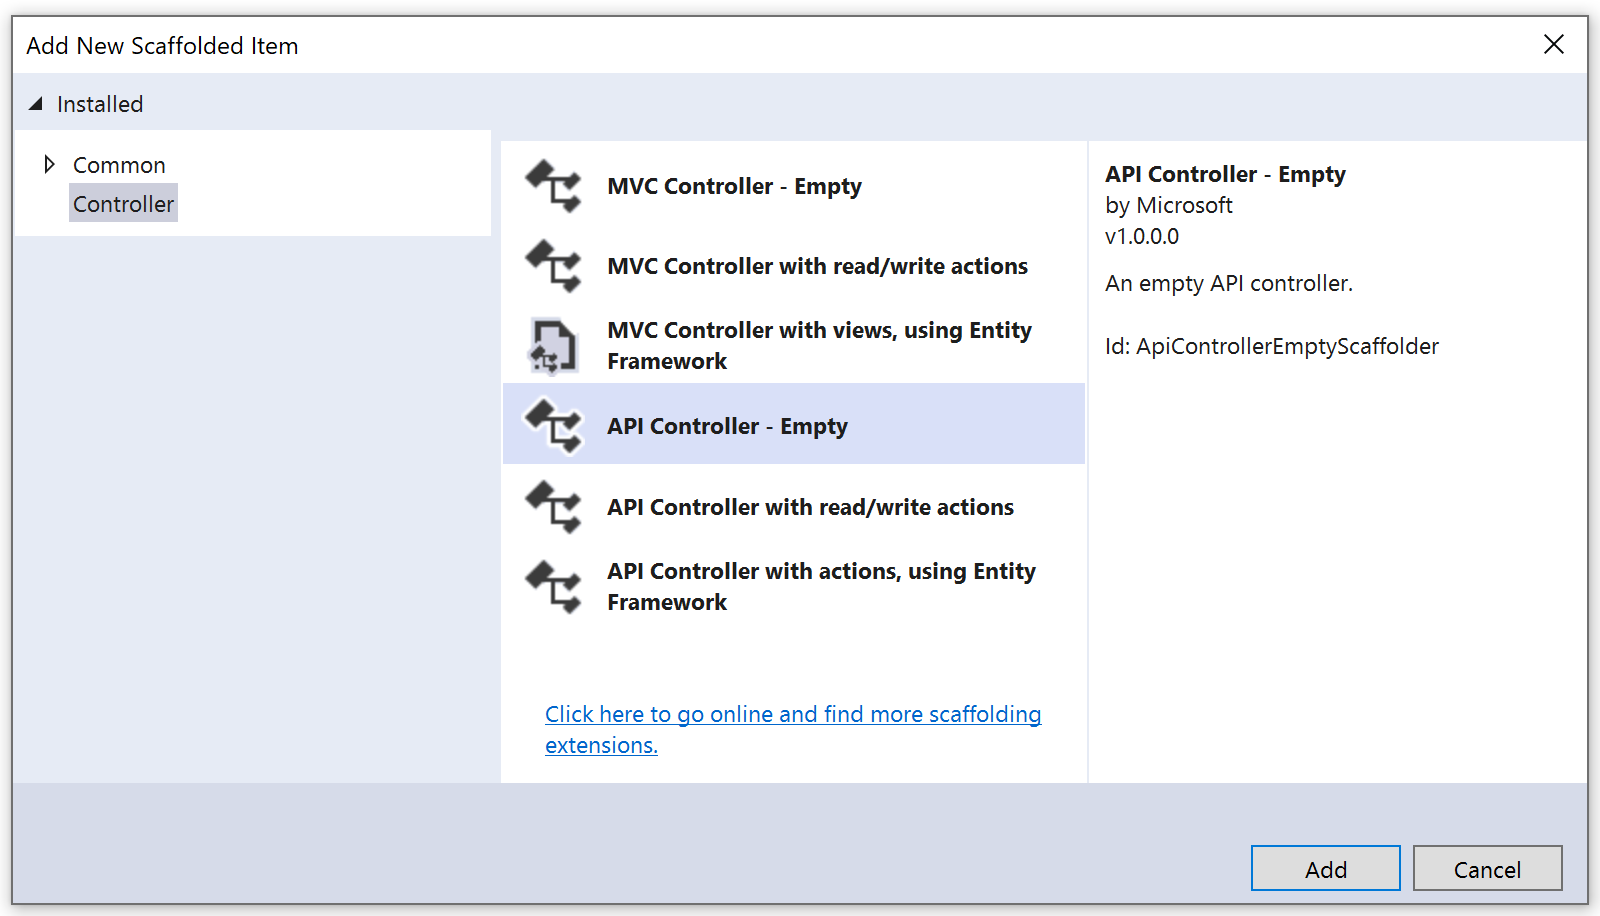 Add New Scaffolded Item
Installed
Common
Controller
MVC Controller - Empty
MVC Controller with read/write actions
MVC Controller with views, using Entity
Framework
API Controller - Empty
API Controller with read/write actions
API Controller with actions, using Entity
Framework
Click here to go online and find more scaffolding
extensions.
API Controller - Empty
by Microsoft
v1.0.0.0
An empty API controller.
Id: ApiControllerEmptyScaffolder
Add
Cancel